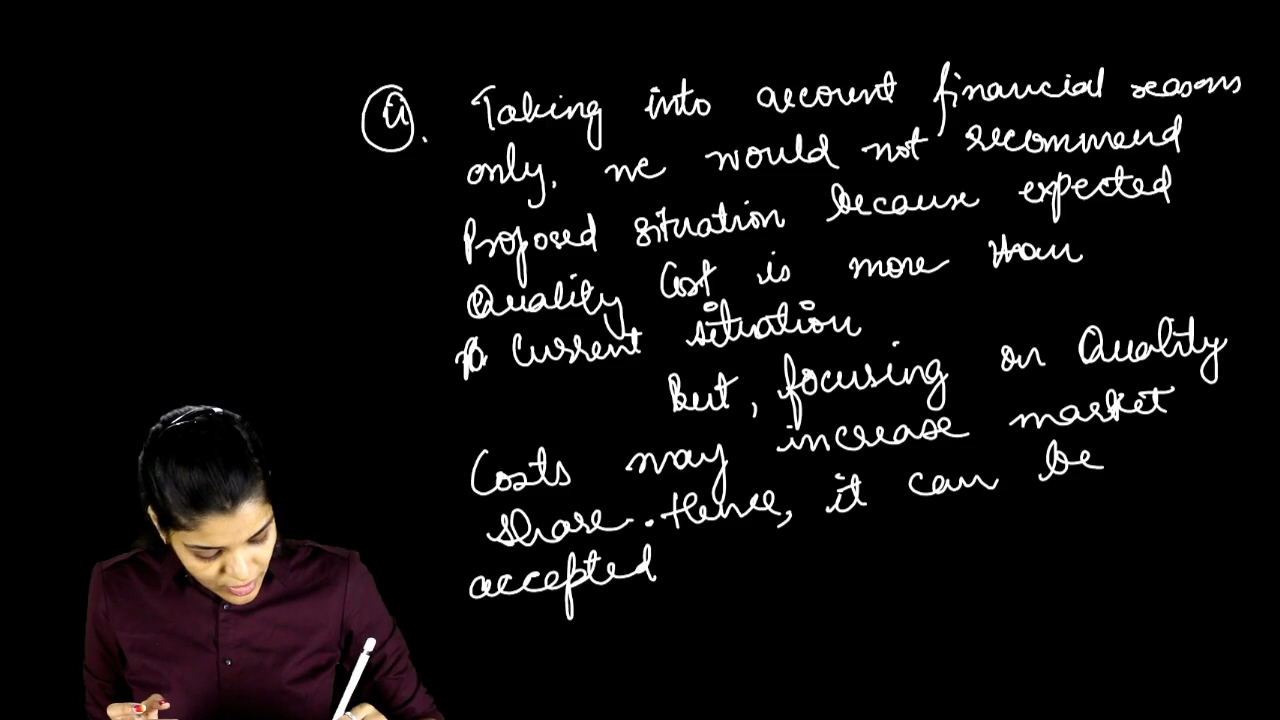 ii. Taking into account financial reasons
only, we would not recommend
Proposed situation because expected
Quality Cost is more than
Current situation
But, focusing on Quality
Costs may increase market
share. Hence, it can be
accepted